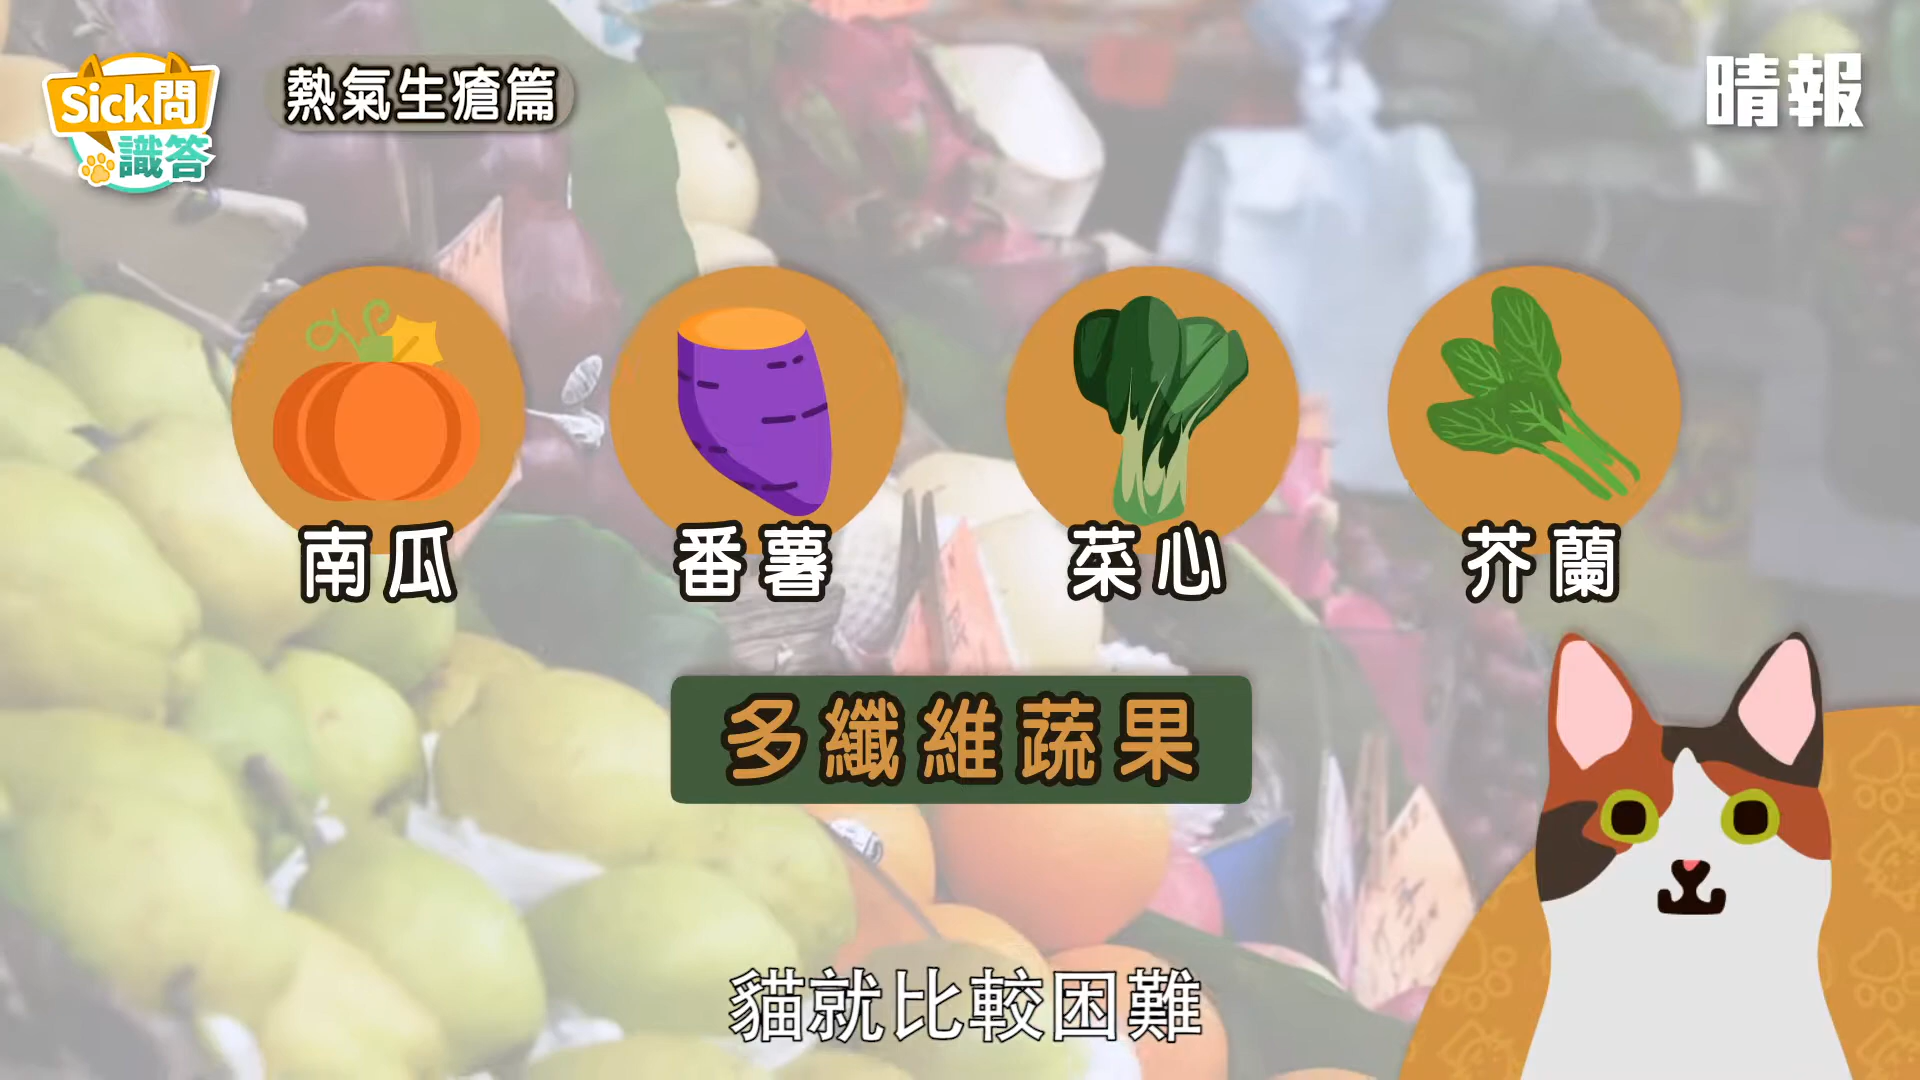 Sick問
識答
熱氣生瘡篇
晴報
南瓜
番薯
菜心
芥蘭
多纖維蔬果
貓就比較困難